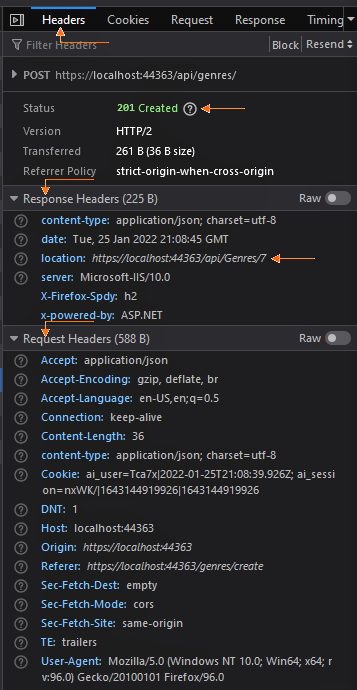 Headers Cookies Request Response Timing
Filter Headers Block Resend
POST https://localhost:44363/api/genres/
Status 201 Created
Version HTTP/2
Transferred 261 B (36 B size)
Referrer Policy strict-origin-when-cross-origin
Response Headers (225 B) Raw
content-type: application/json; charset=utf-8
date: Tue, 25 Jan 2022 21:08:45 GMT
location: https://localhost:44363/api/Genres/7
server: Microsoft-IIS/10.0
X-Firefox-Spdy: h2
x-powered-by: ASP.NET
Request Headers (588 B) Raw
Accept: application/json
Accept-Encoding: gzip, deflate, br
Accept-Language: en-US,en;q=0.5
Connection: keep-alive
Content-Length: 36
content-type: application/json; charset=utf-8
Cookie: ai_user=Tca7x|2022-01-25T21:08:39.926Z; ai_sessi
on=nxWK/|1643144919926|1643144919926
DNT: 1
Host: localhost:44363
Origin: https://localhost:44363
Referer: https://localhost:44363/genres/create
Sec-Fetch-Dest: empty
Sec-Fetch-Mode: cors
Sec-Fetch-Site: same-origin
TE: trailers
User-Agent: Mozilla/5.0 (Windows NT 10.0; Win64; x64; r
v:96.0) Gecko/20100101 Firefox/96.0